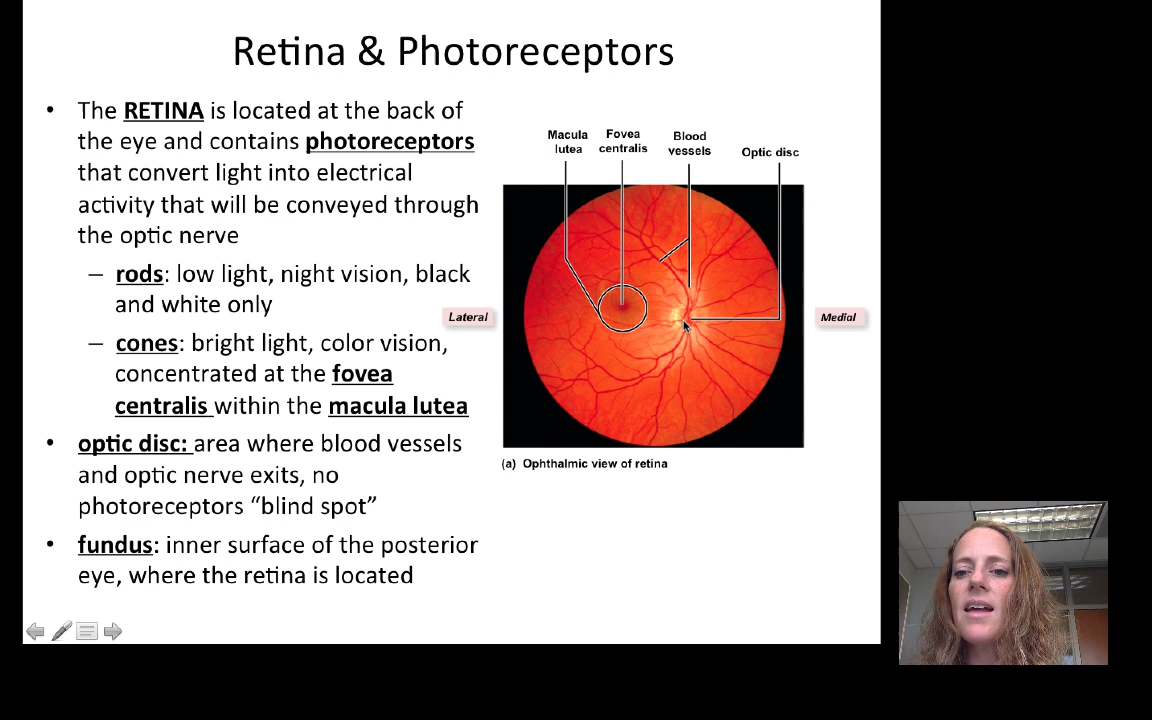 Retina & Photoreceptors
• The RETINA is located at the back of
the eye and contains photoreceptors
that convert light into electrical
activity that will be conveyed through
the optic nerve
– rods: low light, night vision, black
and white only
– cones: bright light, color vision,
concentrated at the fovea
centralis within the macula lutea
• optic disc: area where blood vessels
and optic nerve exits, no
photoreceptors “blind spot”
• fundus: inner surface of the posterior
eye, where the retina is located
Macula
lutea
Fovea
centralis
Blood
vessels
Optic disc
Lateral
Medial
(a) Ophthalmic view of retina